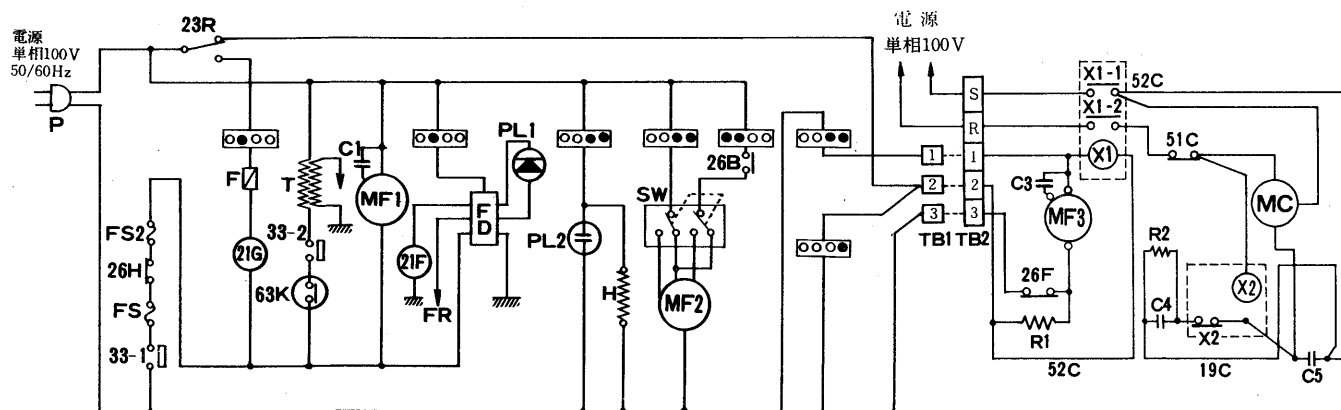 電源
単相100V
50/60Hz
P
23R
電源
単相100V
FS2
26H
FS
33-1
F
21G
T
33-2
63K
C1
MF1
21F
FR
F
D
PL1
PL2
H
SW
26B
MF2
1
2
3
TB1
S
R
1
2
3
TB2
X1-1
52C
X1-2
X1
C3
MF3
26F
R1
52C
51C
MC
R2
C4
X2
X2
19C
C5